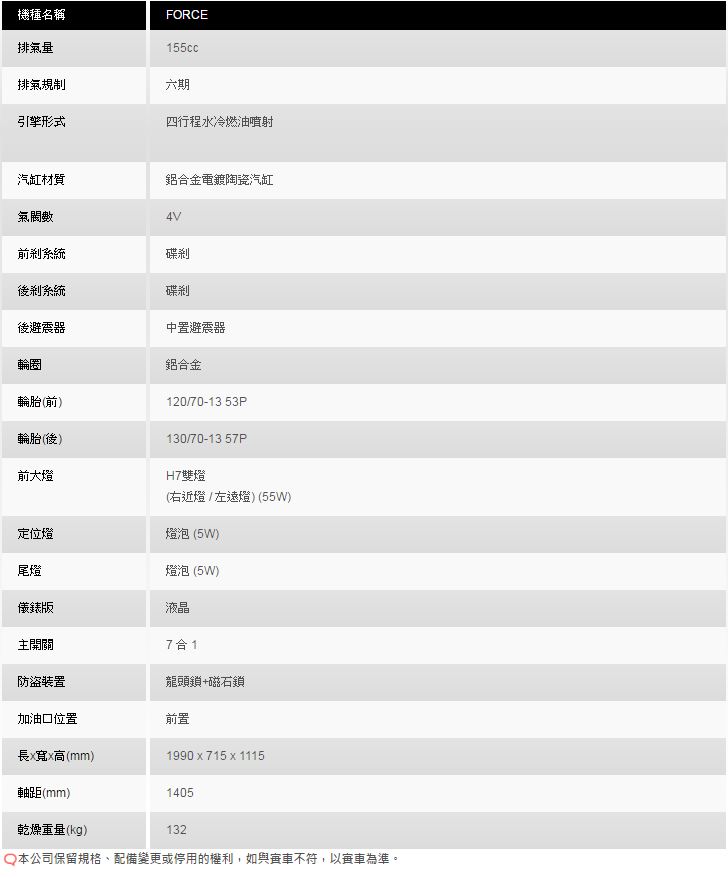 機種名稱 FORCE
排氣量 155cc
排氣規制 六期
引擎形式 四行程水冷燃油噴射
汽缸材質 鋁合金電鍍陶瓷汽缸
氣閥數 4V
前剎系統 碟剎
後剎系統 碟剎
後避震器 中置避震器
輪圈 鋁合金
輪胎(前) 120/70-13 53P
輪胎(後) 130/70-13 57P
前大燈 H7雙燈
(右近燈 / 左遠燈) (55W)
定位燈 燈泡 (5W)
尾燈 燈泡 (5W)
儀錶版 液晶
主開關 7 合 1
防盜裝置 龍頭鎖+磁石鎖
加油口位置 前置
長x寬x高(mm) 1990 x 715 x 1115
軸距(mm) 1405
乾燥重量(kg) 132
本公司保留規格、配備變更或停用的權利，如與實車不符，以實車為準。